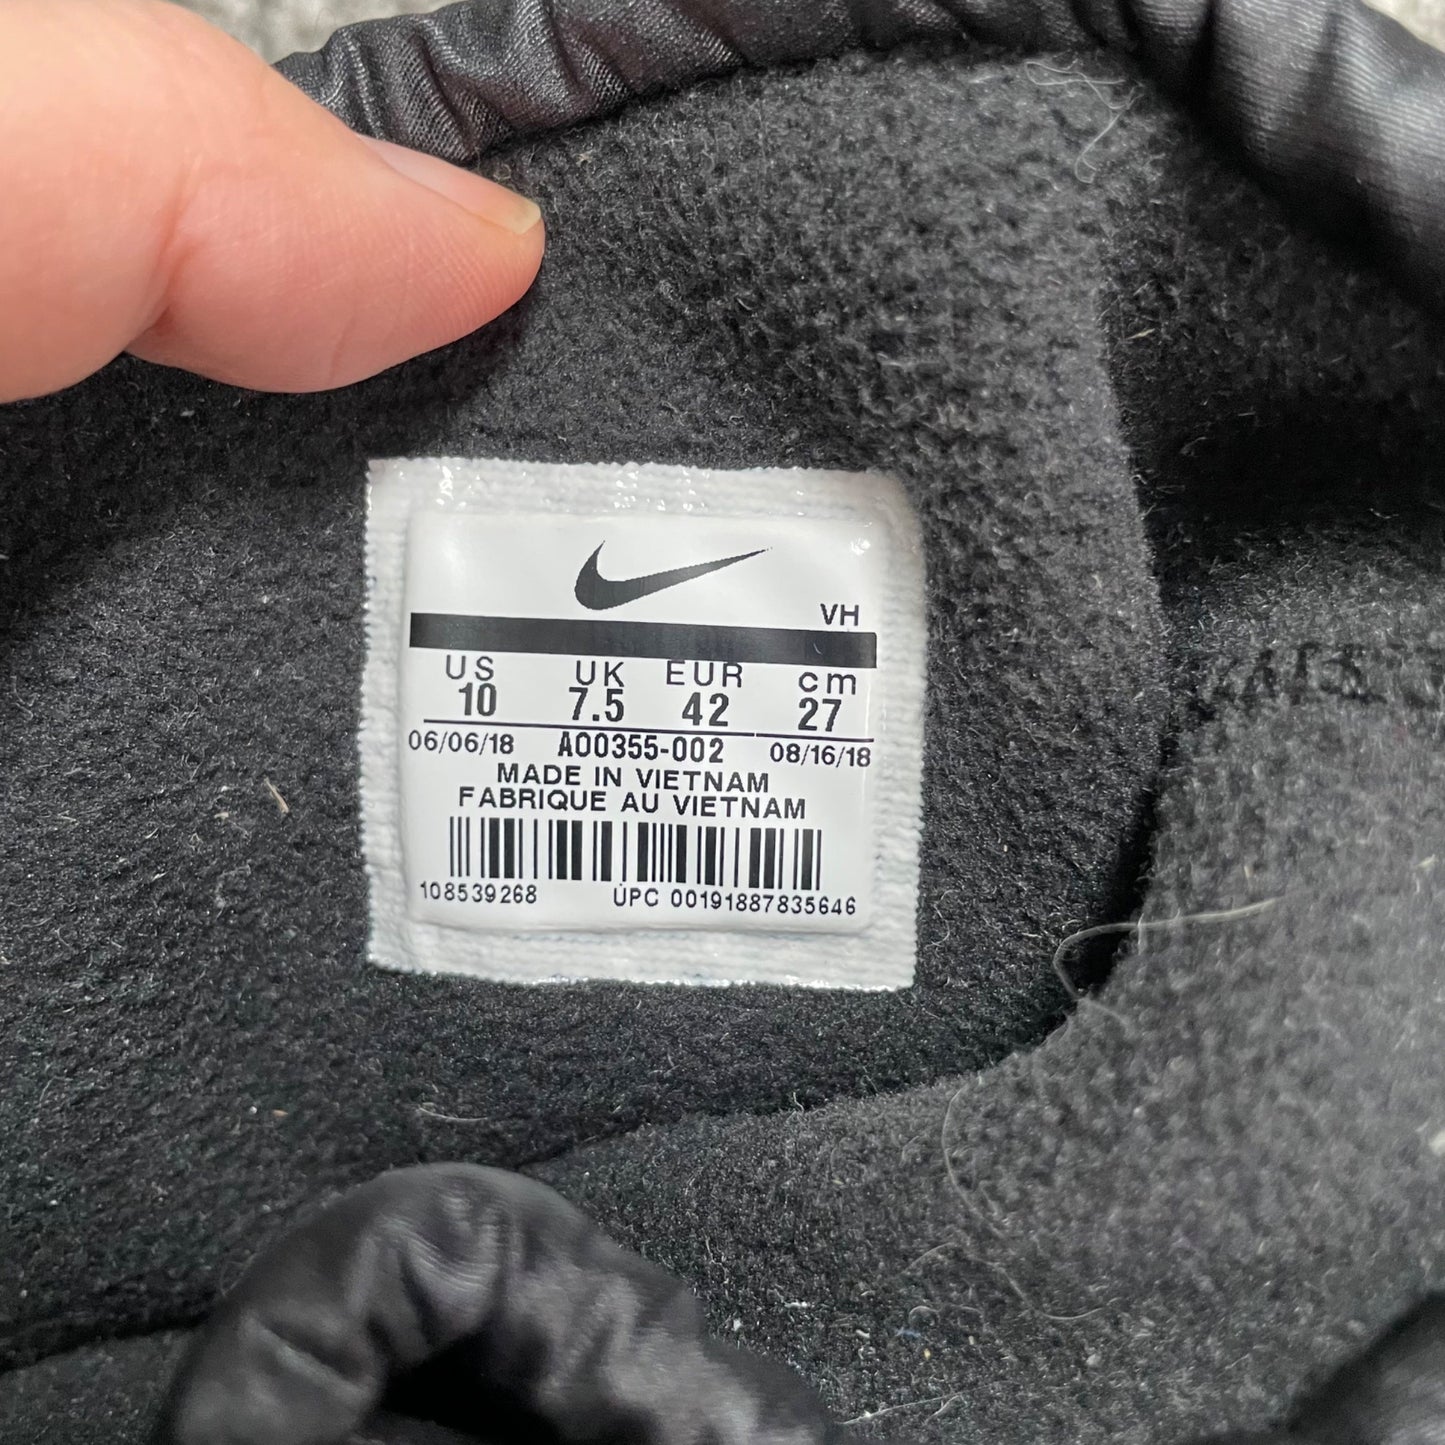 VH
US UK EUR cm
10 7.5 42 27
06/06/18 AO0355-002 08/16/18
MADE IN VIETNAM
FABRIQUE AU VIETNAM
108539268 UPC 00191887835646